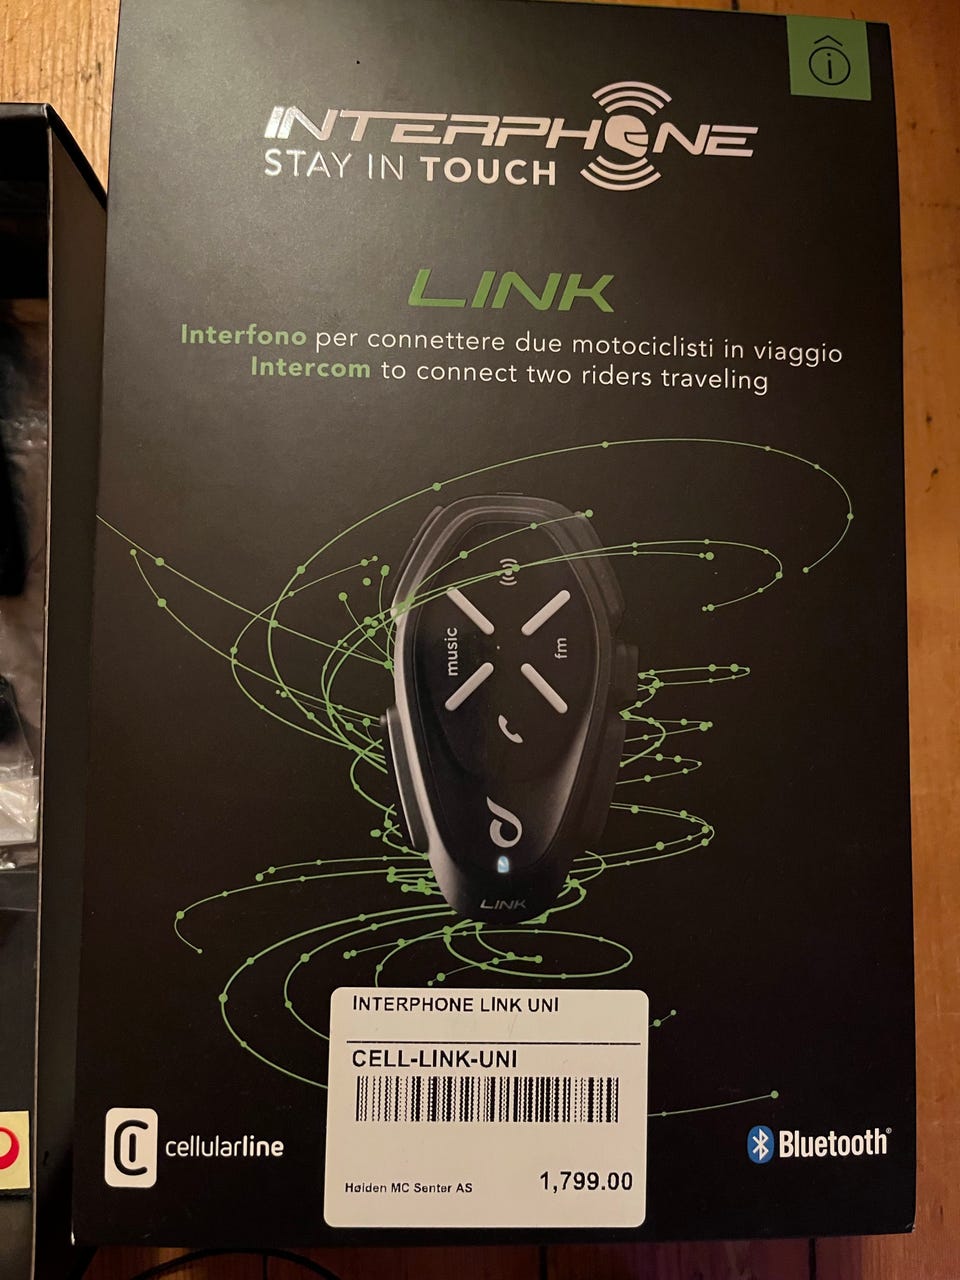 INTERPHONE
STAY IN TOUCH
LINK
Interfono per connettere due motociclisti in viaggio
Intercom to connect two riders traveling
music
fm
LINK
INTERPHONE LINK UNI
CELL-LINK-UNI
Høiden MC Senter AS
1,799.00
cellularline
Bluetooth®